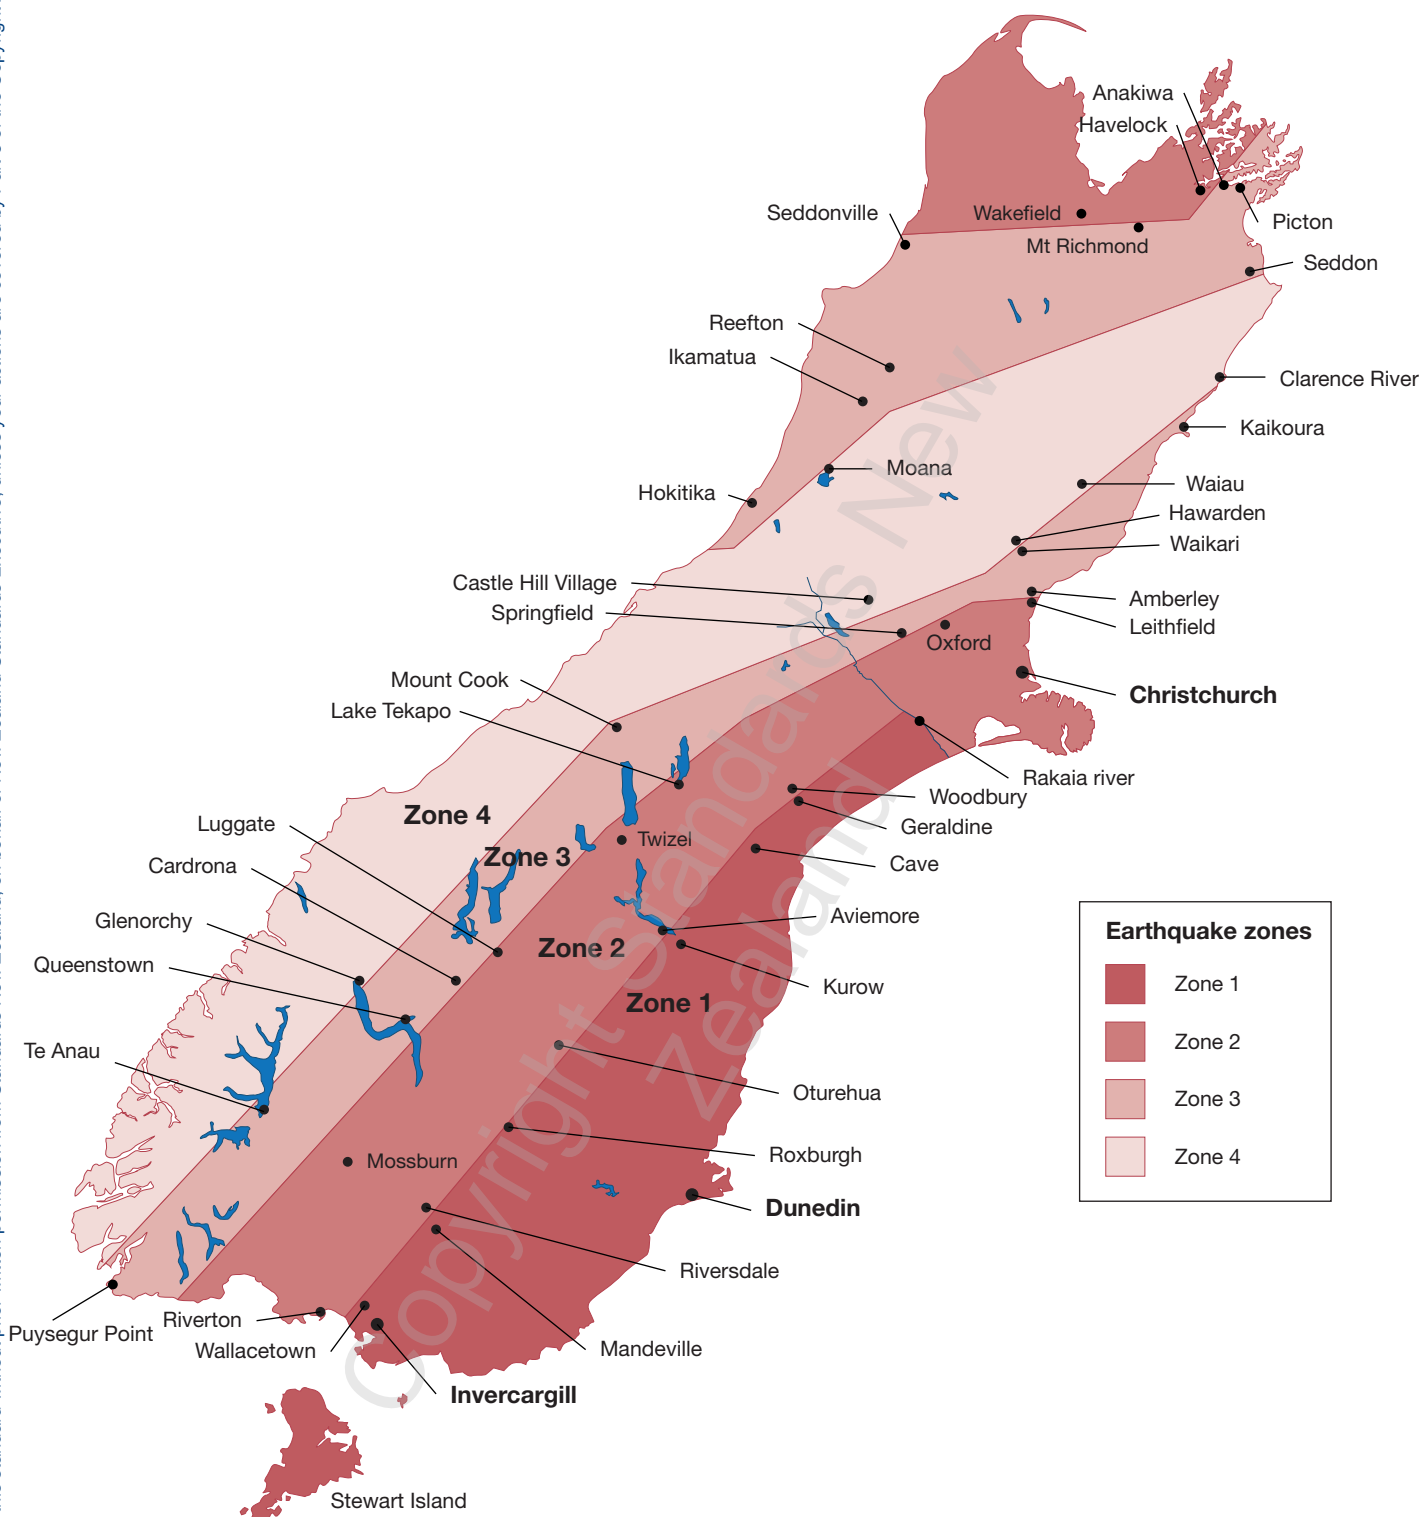 Anakiwa
Havelock
Seddonville
Wakefield
Picton
Mt Richmond
Seddon
Reefton
Ikamatua
Clarence River
Kaikoura
Moana
Hokitika
Waiau
Hawarden
Waikari
Castle Hill Village
Springfield
Amberley
Leithfield
Oxford
Mount Cook
Christchurch
Lake Tekapo
Rakaia river
Woodbury
Zone 4
Luggate
Geraldine
Twizel
Zone 3
Cardrona
Cave
Glenorchy
Aviemore
Zone 2
Queenstown
Kurow
Zone 1
Te Anau
Oturehua
Roxburgh
Mossburn
Dunedin
Riversdale
Puysegur Point
Riverton
Wallacetown
Mandeville
Invercargill
Stewart Island
Earthquake zones
Zone 1
Zone 2
Zone 3
Zone 4
Copyright Standards New
Zealand